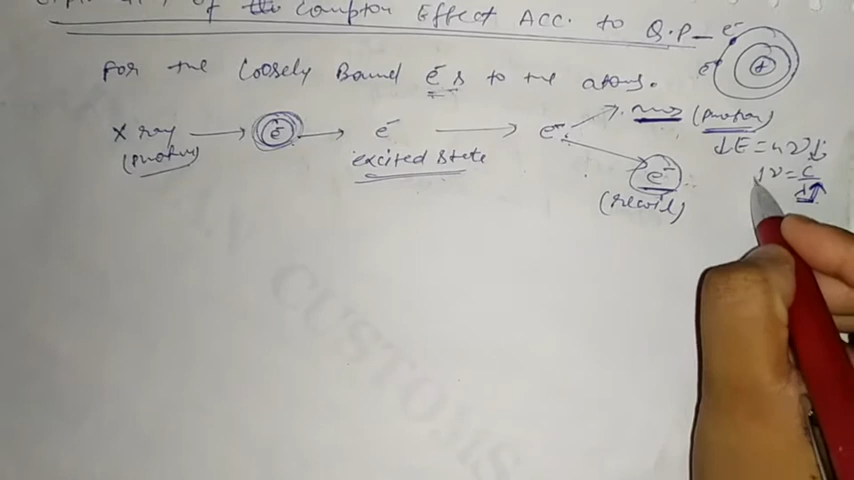 of the Compton Effect Acc. to Q.P – e⁻
For the Loosely Bound e⁻s to the atoms.
e⁻
+
X ray → e⁻ → e⁻ → e⁻
(Photon)
excited state
(Photon)
↓E = hν↓
e⁻
↓ν = c
λ↑
(recoil)
CUSTOMS